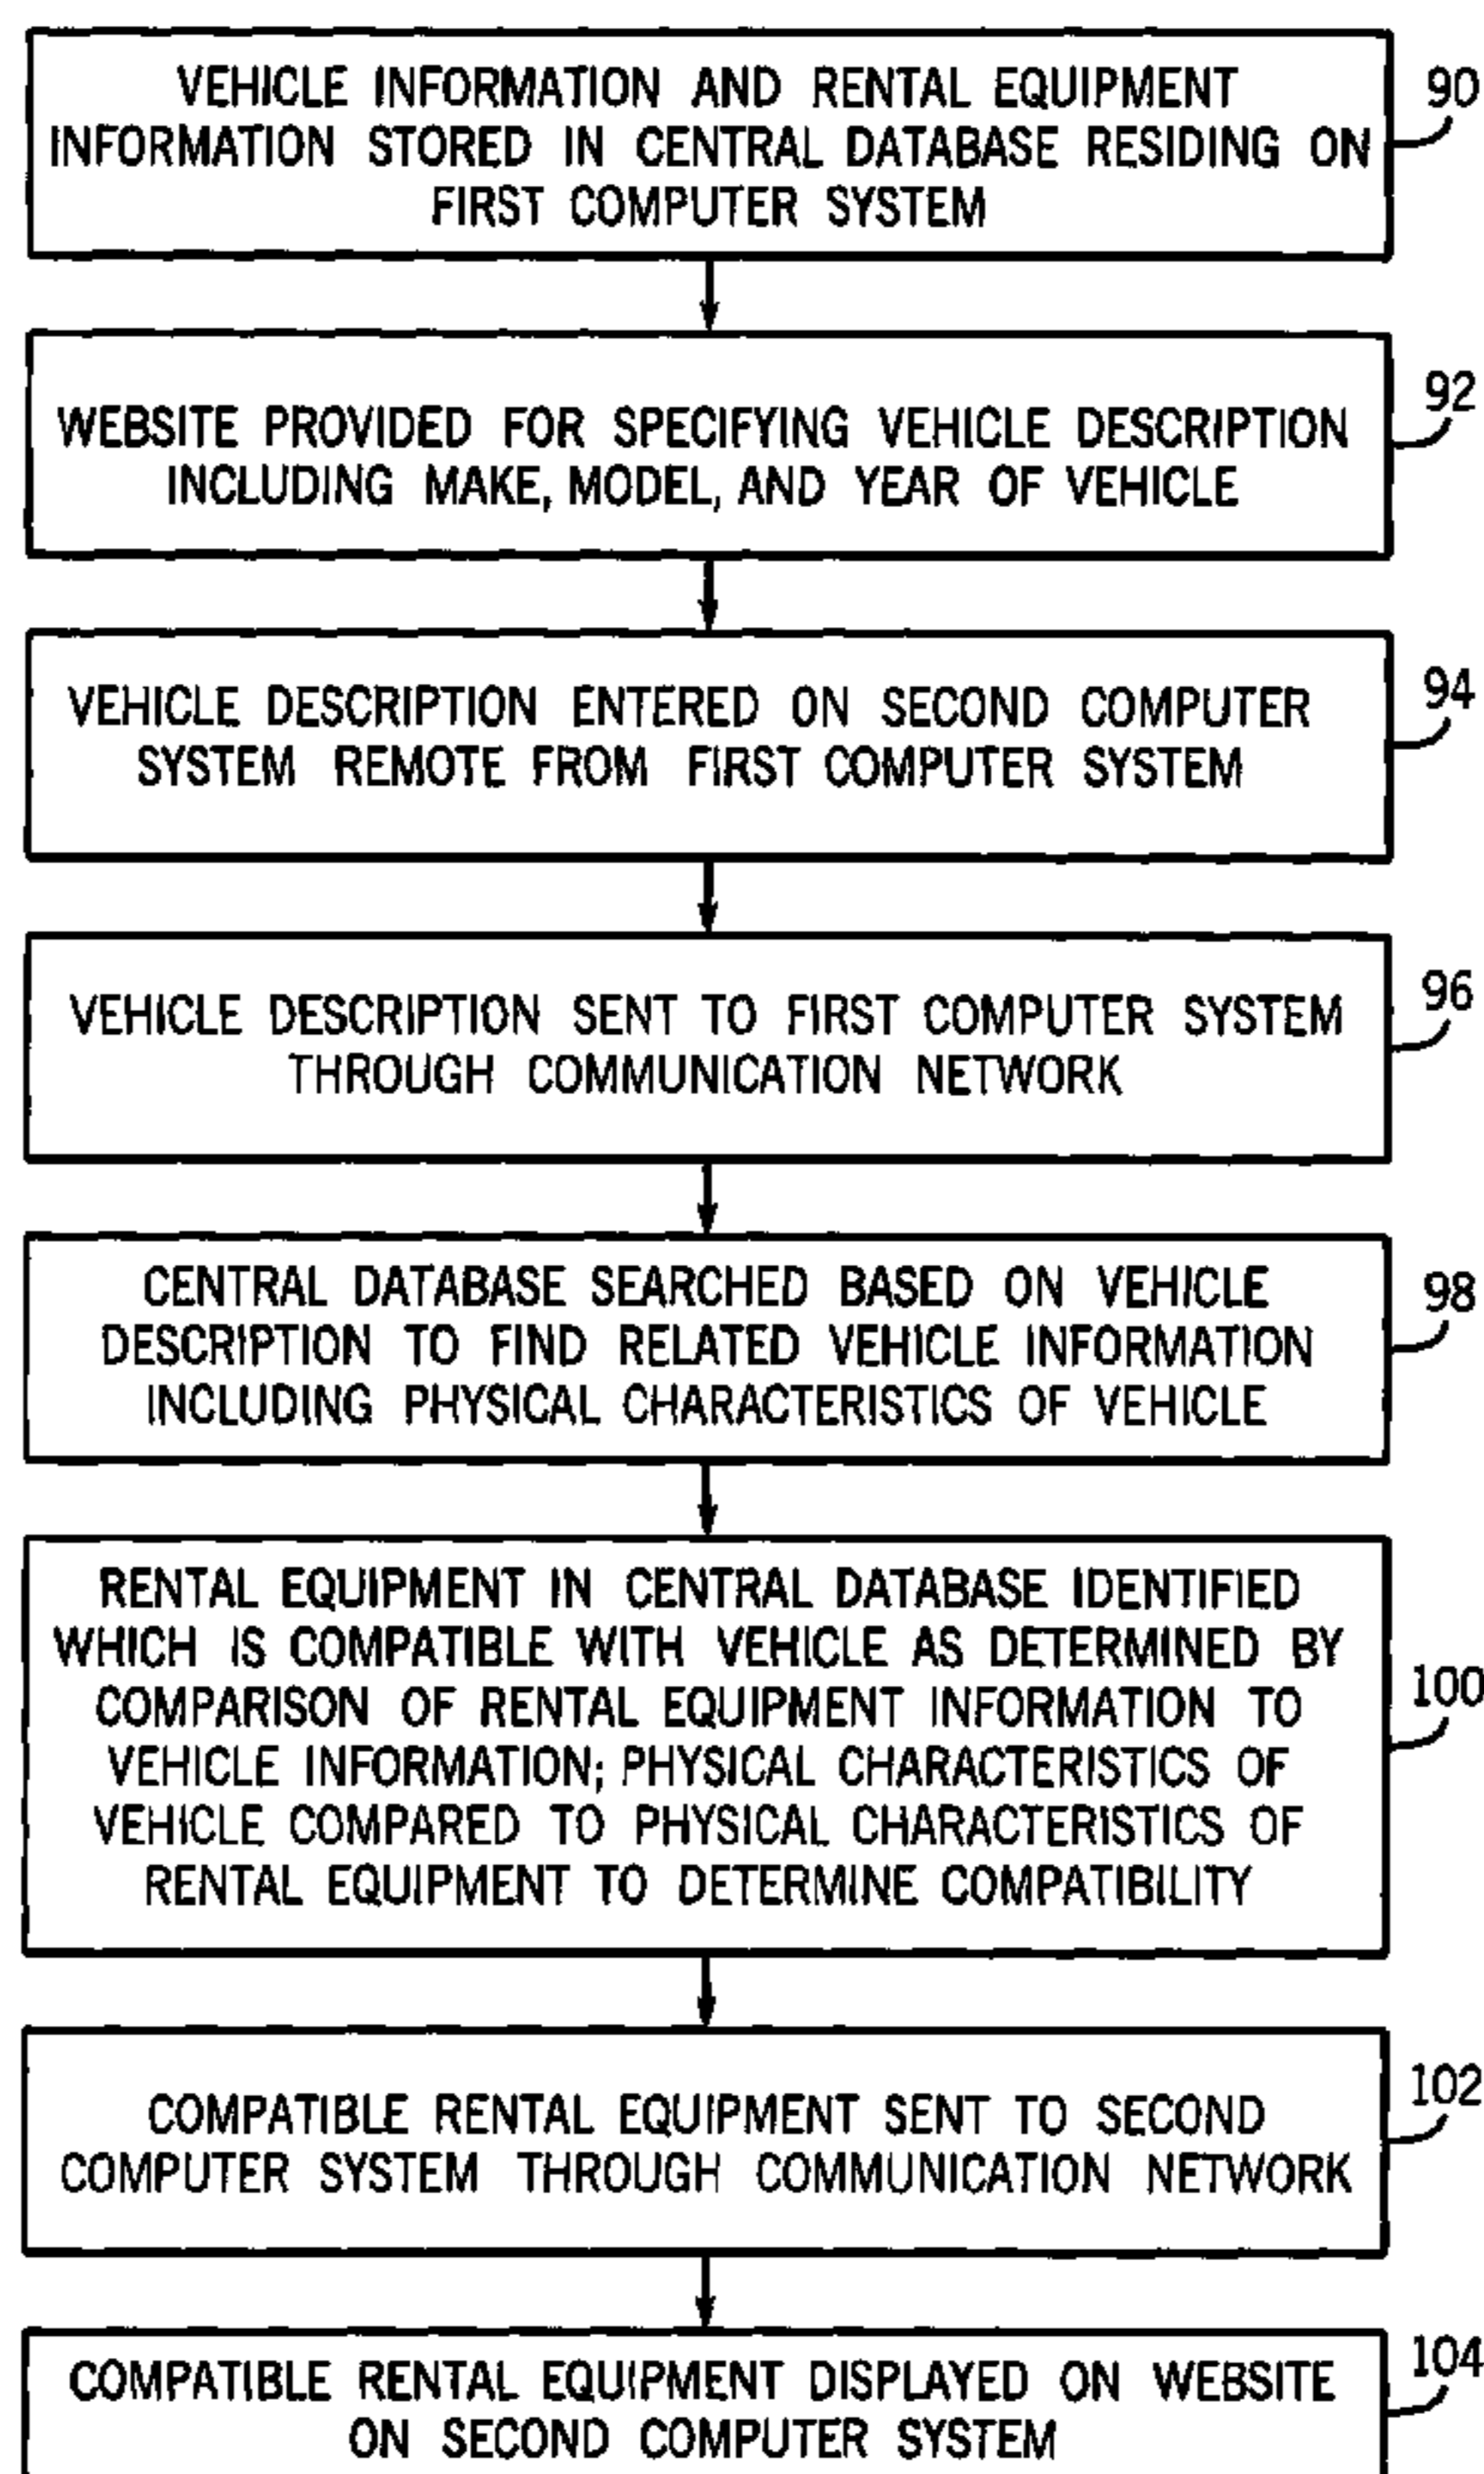 VEHICLE INFORMATION AND RENTAL EQUIPMENT
INFORMATION STORED IN CENTRAL DATABASE RESIDING ON
FIRST COMPUTER SYSTEM
90
WEBSITE PROVIDED FOR SPECIFYING VEHICLE DESCRIPTION
INCLUDING MAKE, MODEL, AND YEAR OF VEHICLE
92
VEHICLE DESCRIPTION ENTERED ON SECOND COMPUTER
SYSTEM REMOTE FROM FIRST COMPUTER SYSTEM
94
VEHICLE DESCRIPTION SENT TO FIRST COMPUTER SYSTEM
THROUGH COMMUNICATION NETWORK
96
CENTRAL DATABASE SEARCHED BASED ON VEHICLE
DESCRIPTION TO FIND RELATED VEHICLE INFORMATION
INCLUDING PHYSICAL CHARACTERISTICS OF VEHICLE
98
RENTAL EQUIPMENT IN CENTRAL DATABASE IDENTIFIED
WHICH IS COMPATIBLE WITH VEHICLE AS DETERMINED BY
COMPARISON OF RENTAL EQUIPMENT INFORMATION TO
VEHICLE INFORMATION; PHYSICAL CHARACTERISTICS OF
VEHICLE COMPARED TO PHYSICAL CHARACTERISTICS OF
RENTAL EQUIPMENT TO DETERMINE COMPATIBILITY
100
COMPATIBLE RENTAL EQUIPMENT SENT TO SECOND
COMPUTER SYSTEM THROUGH COMMUNICATION NETWORK
102
COMPATIBLE RENTAL EQUIPMENT DISPLAYED ON WEBSITE
ON SECOND COMPUTER SYSTEM
104